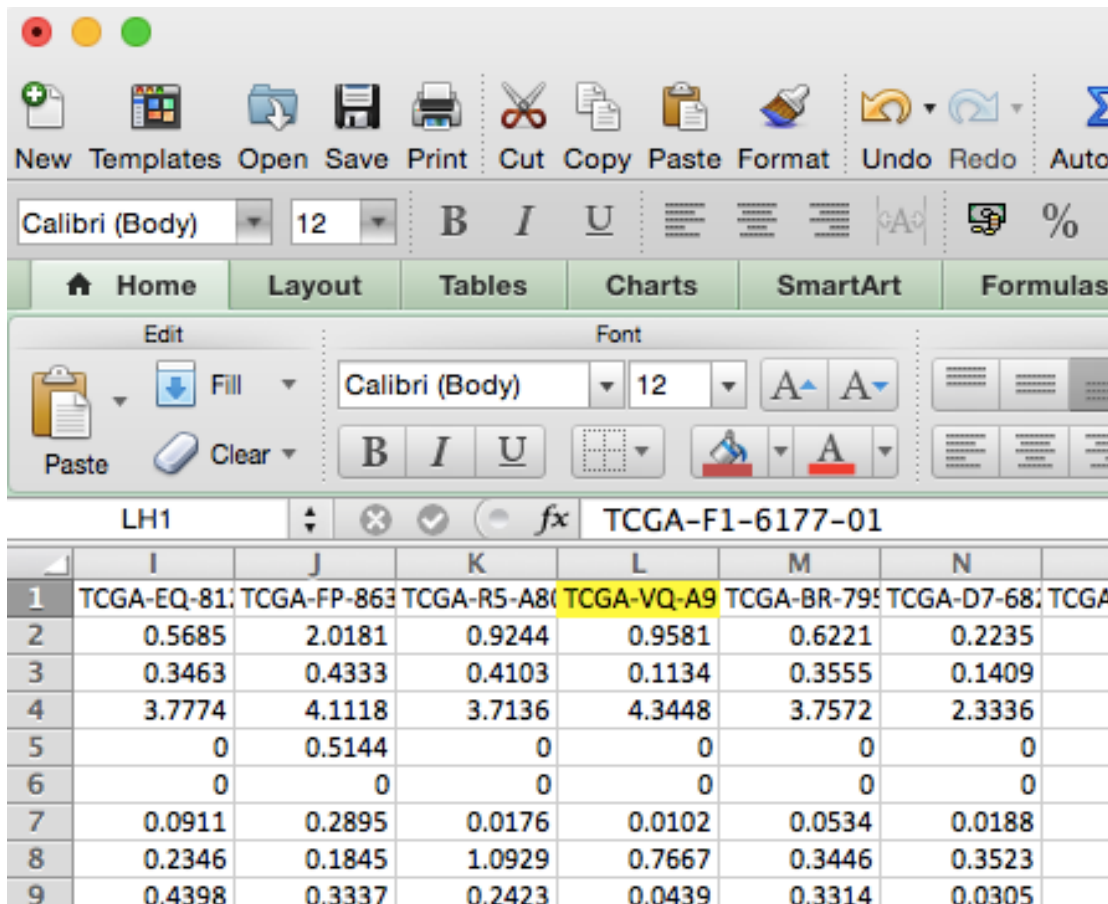 New Templates Open Save Print Cut Copy Paste Format Undo Redo Auto
Calibri (Body) 12 B I U A %
Home Layout Tables Charts SmartArt Formulas
Edit Font
Fill Calibri (Body) 12 A A
Paste Clear B I U A
LH1 fx TCGA-F1-6177-01
I J K L M N
1 TCGA-EQ-812 TCGA-FP-863 TCGA-R5-A80 TCGA-VQ-A9 TCGA-BR-795 TCGA-D7-682 TCGA
2 0.5685 2.0181 0.9244 0.9581 0.6221 0.2235
3 0.3463 0.4333 0.4103 0.1134 0.3555 0.1409
4 3.7774 4.1118 3.7136 4.3448 3.7572 2.3336
5 0 0.5144 0 0 0 0
6 0 0 0 0 0 0
7 0.0911 0.2895 0.0176 0.0102 0.0534 0.0188
8 0.2346 0.1845 1.0929 0.7667 0.3446 0.3523
9 0.4398 0.3337 0.2423 0.0439 0.3314 0.0305